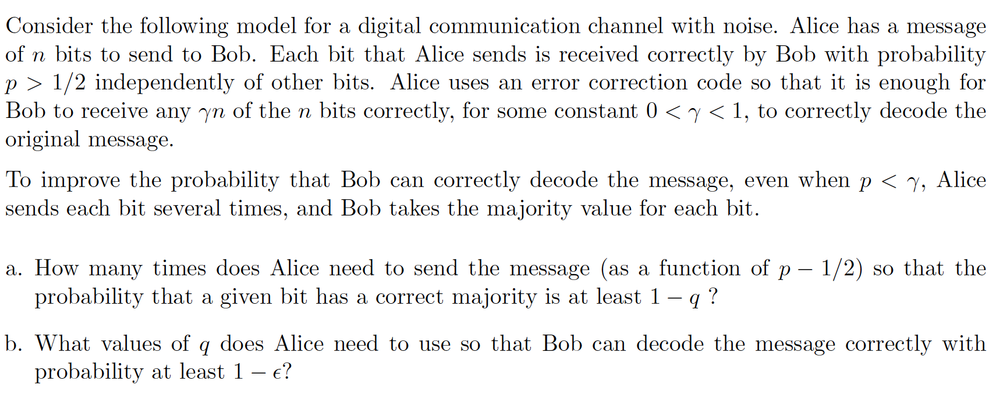 Consider the following model for a digital communication channel with noise. Alice has a message
of n bits to send to Bob. Each bit that Alice sends is received correctly by Bob with probability
p > 1/2 independently of other bits. Alice uses an error correction code so that it is enough for
Bob to receive any γn of the n bits correctly, for some constant 0 < γ < 1, to correctly decode the
original message.
To improve the probability that Bob can correctly decode the message, even when p < γ, Alice
sends each bit several times, and Bob takes the majority value for each bit.
a. How many times does Alice need to send the message (as a function of p − 1/2) so that the
probability that a given bit has a correct majority is at least 1 − q ?
b. What values of q does Alice need to use so that Bob can decode the message correctly with
probability at least 1 − ϵ?